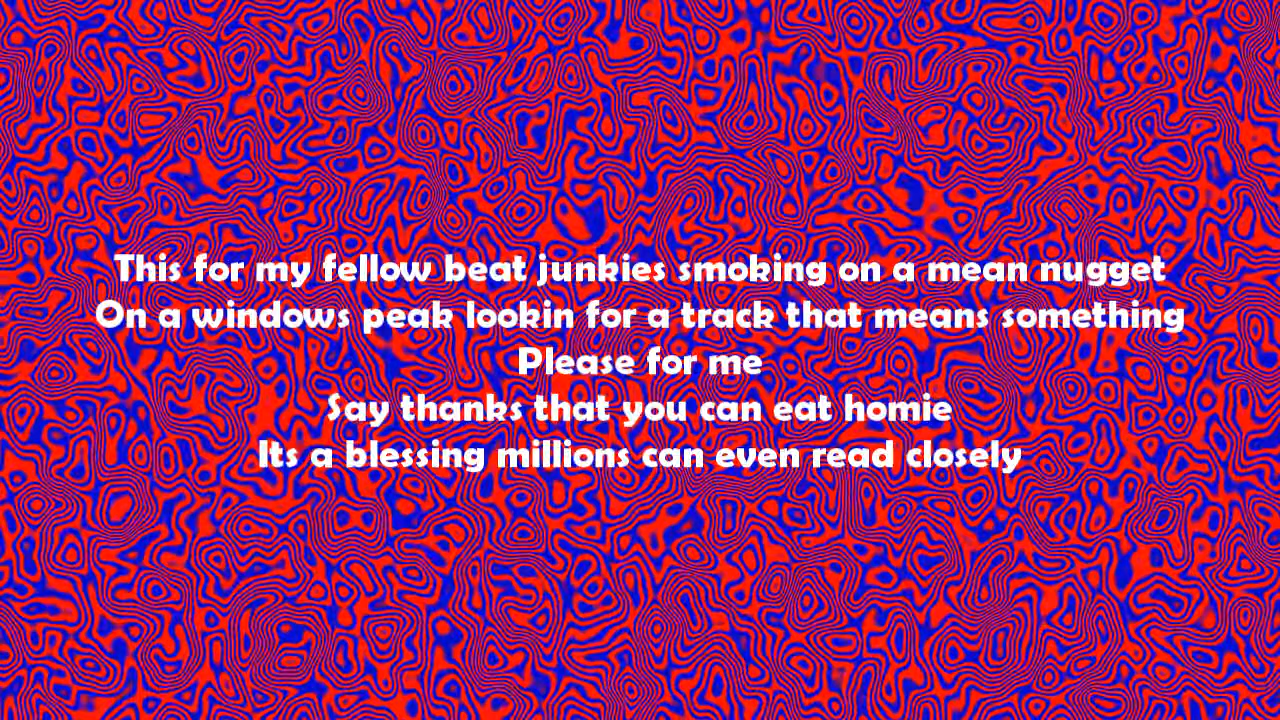 This for my fellow beat junkies smoking on a mean nugget
On a windows peak lookin for a track that means something
Please for me
Say thanks that you can eat homie
Its a blessing millions can even read closely